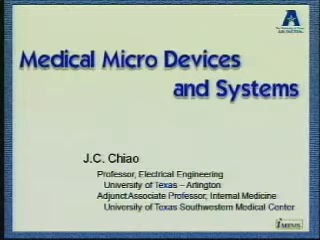 Medical Micro Devices
and Systems
J.C. Chiao
Professor, Electrical Engineering
University of Texas – Arlington
Adjunct Associate Professor, Internal Medicine
University of Texas Southwestern Medical Center